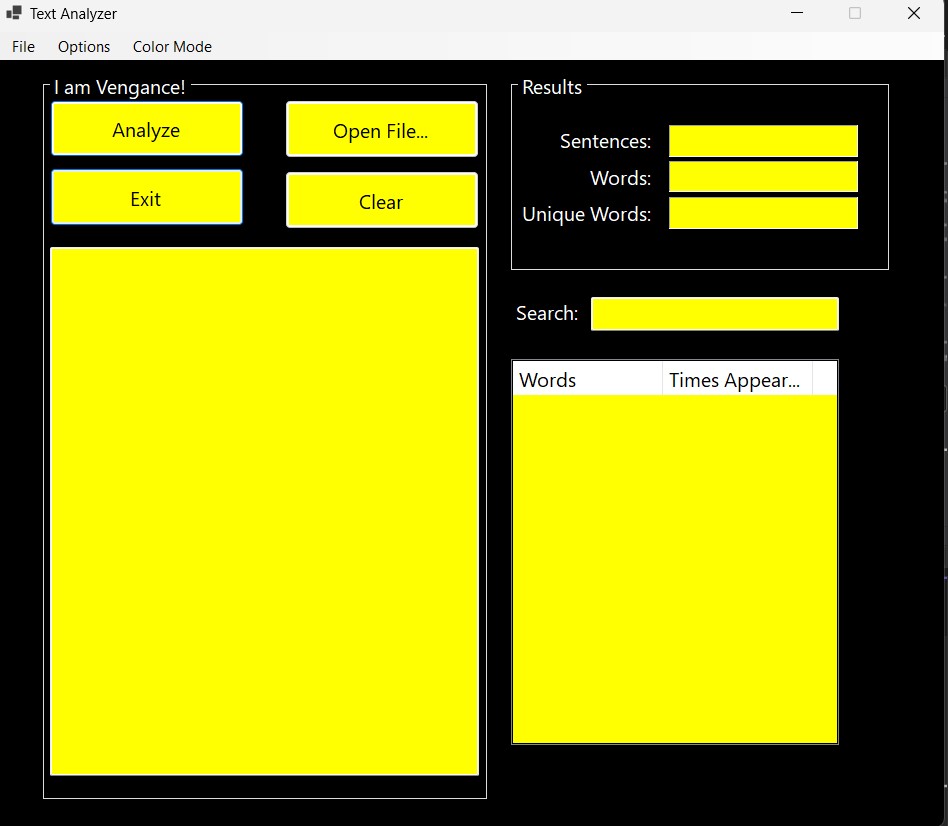 Text Analyzer
File Options Color Mode
I am Vengance!
Analyze
Open File...
Exit
Clear
Results
Sentences:
Words:
Unique Words:
Search:
Words Times Appear...